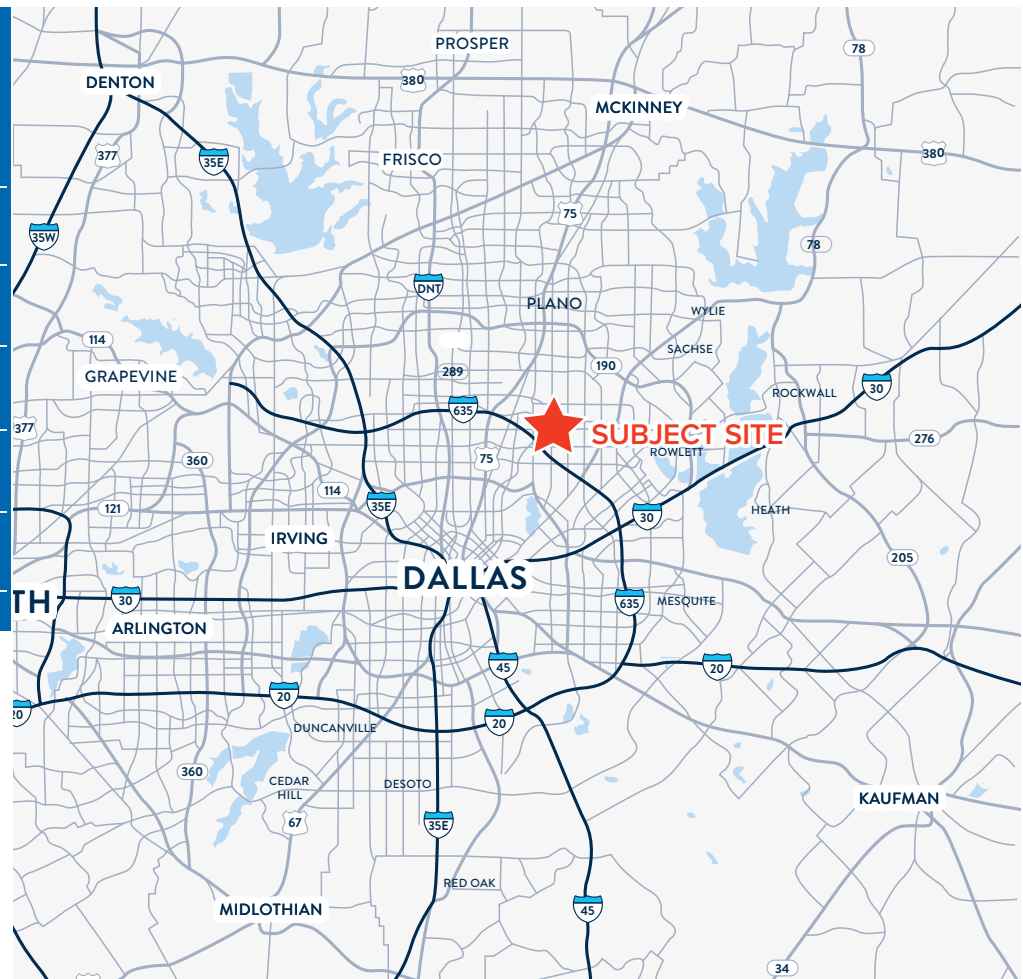 PROSPER
78
380
DENTON
MCKINNEY
377
35E
FRISCO
380
75
35W
78
DNT
PLANO
WYLIE
114
SACHSE
190
GRAPEVINE
289
30
ROCKWALL
635
377
SUBJECT SITE
276
ROWLETT
360
75
114
35E
121
30
HEATH
IRVING
205
DALLAS
TH
30
635
MESQUITE
ARLINGTON
45
20
20
20
20
DUNCANVILLE
360
CEDAR
HILL
DESOTO
KAUFMAN
67
35E
RED OAK
MIDLOTHIAN
45
34